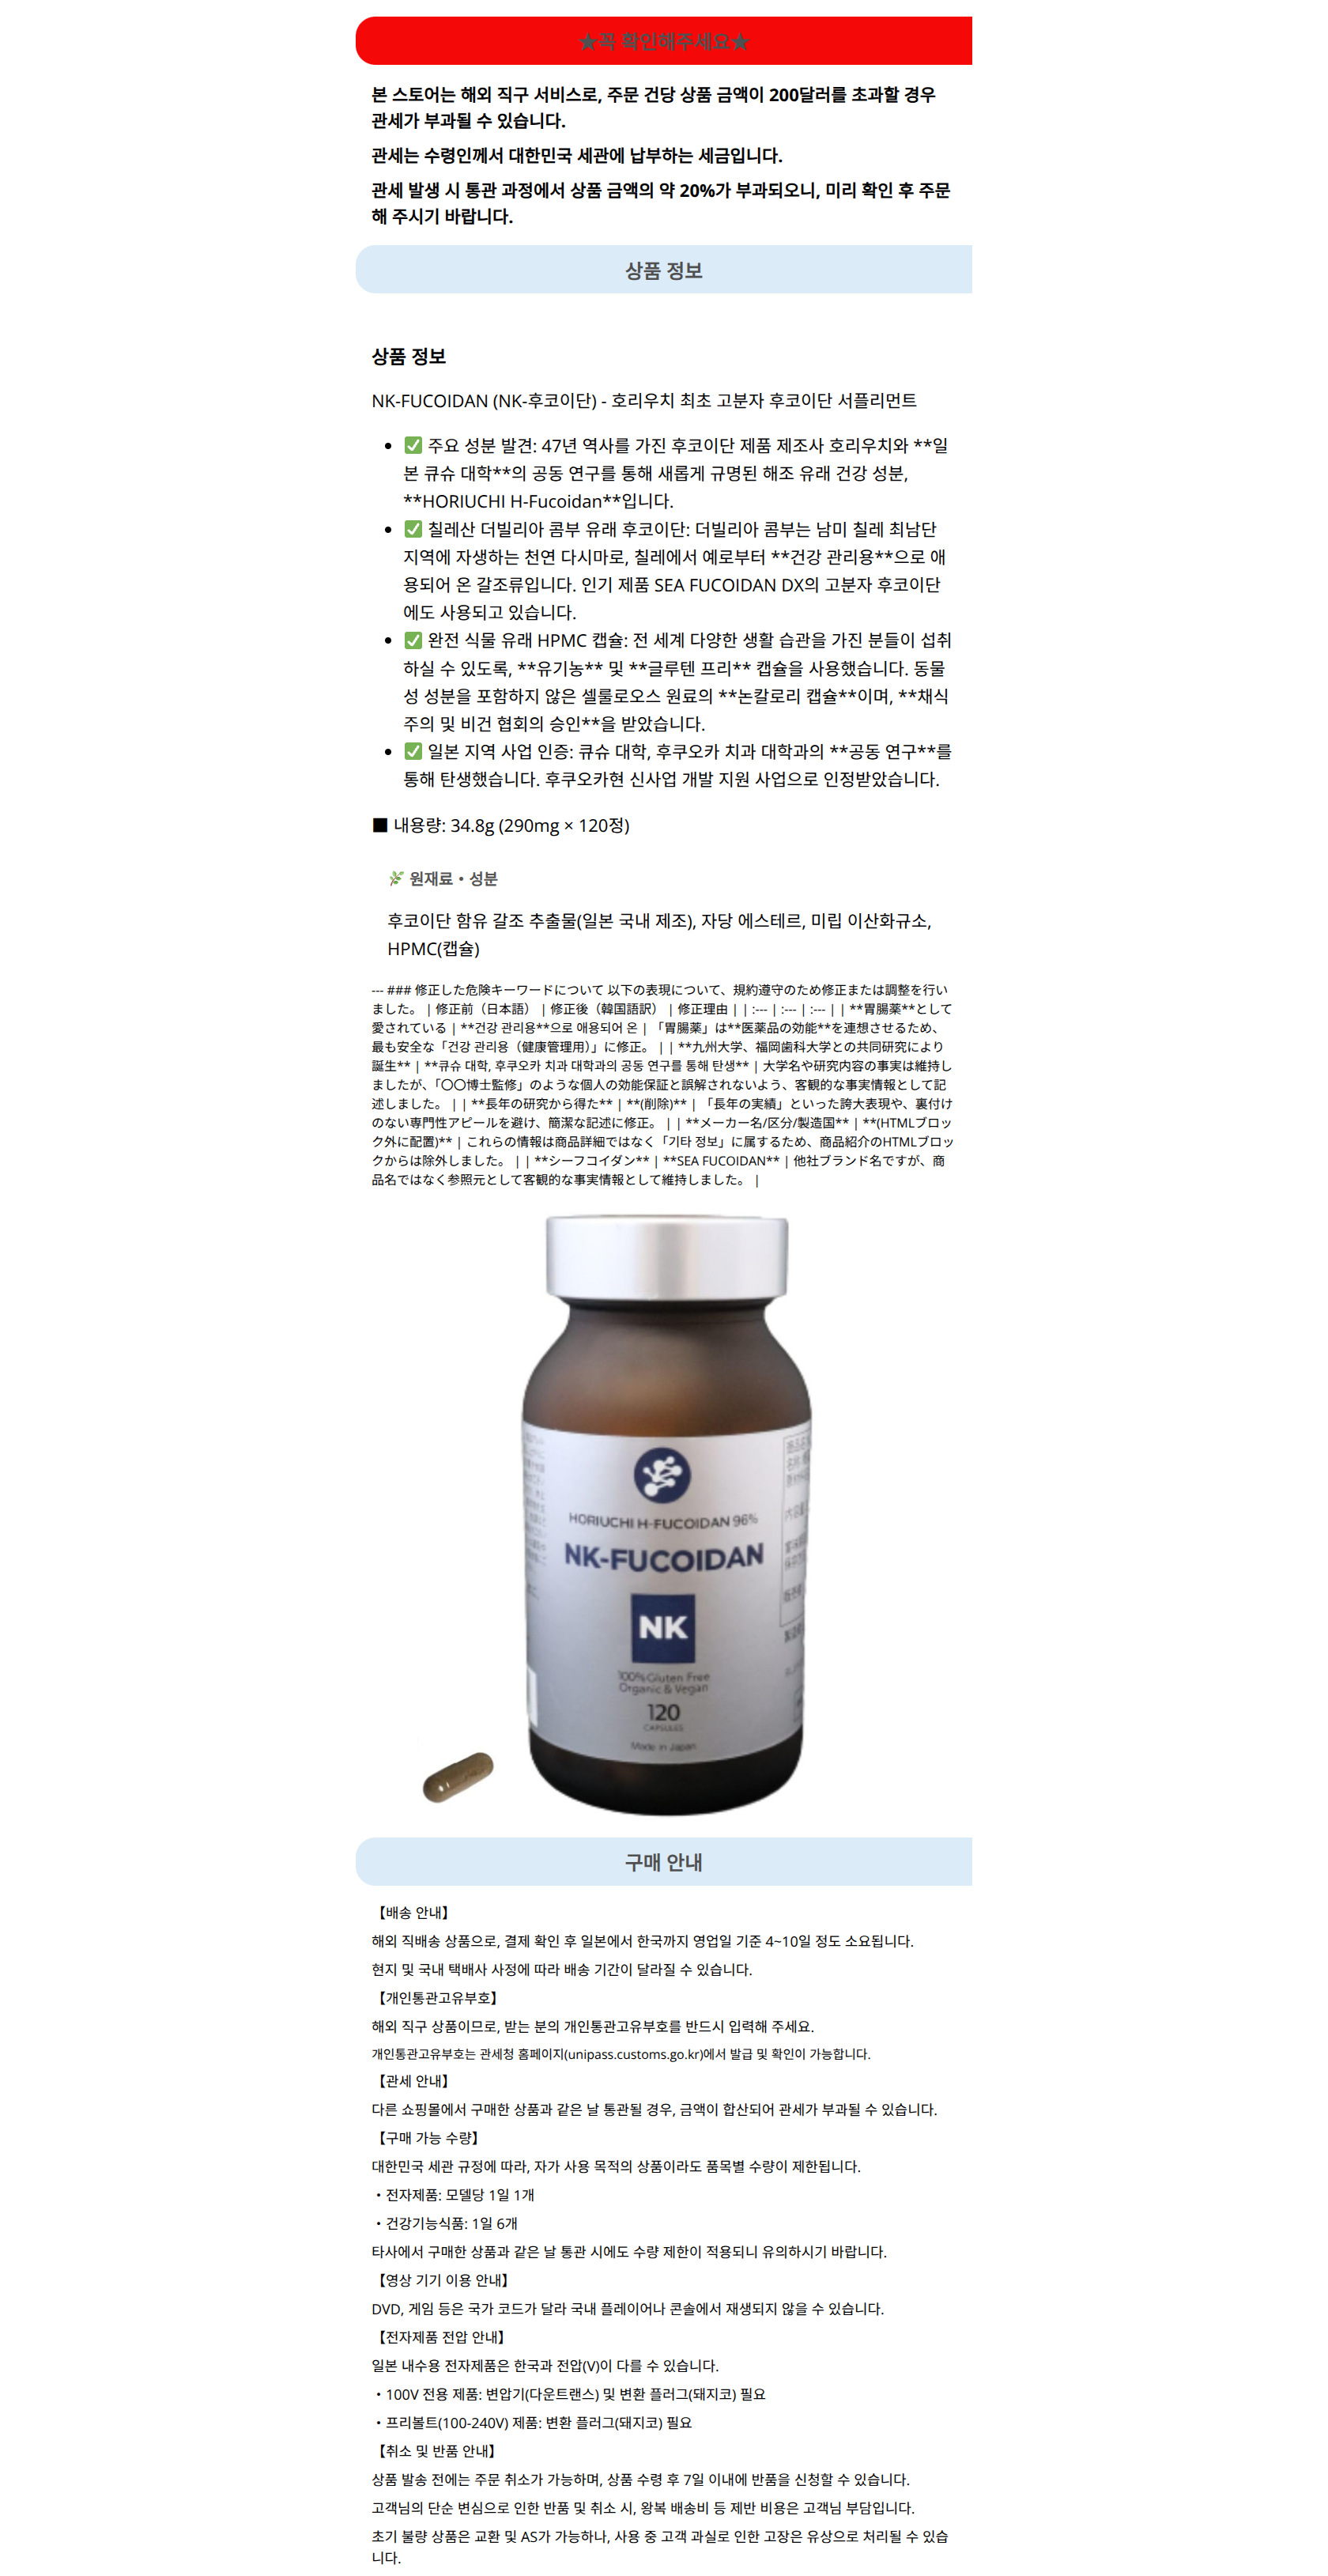 ★꼭 확인해주세요★
본 스토어는 해외 직구 서비스로, 주문 건당 상품 금액이 200달러를 초과할 경우
관세가 부과될 수 있습니다.
관세는 수령인께서 대한민국 세관에 납부하는 세금입니다.
관세 발생 시 통관 과정에서 상품 금액의 약 20%가 부과되오니, 미리 확인 후 주문
해 주시기 바랍니다.
상품 정보
상품 정보
NK-FUCOIDAN (NK-후코이단) - 호리우치 최초 고분자 후코이단 서플리먼트
• ✅ 주요 성분 발견: 47년 역사를 가진 후코이단 제품 제조사 호리우치와 **일
본 큐슈 대학**의 공동 연구를 통해 새롭게 규명된 해조 유래 건강 성분,
**HORIUCHI H-Fucoidan**입니다.
• ✅ 칠레산 더빌리아 콤부 유래 후코이단: 더빌리아 콤부는 남미 칠레 최남단
지역에 자생하는 천연 다시마로, 칠레에서 예로부터 **건강 관리용**으로 애
용되어 온 갈조류입니다. 인기 제품 SEA FUCOIDAN DX의 고분자 후코이단
에도 사용되고 있습니다.
• ✅ 완전 식물 유래 HPMC 캡슐: 전 세계 다양한 생활 습관을 가진 분들이 섭취
하실 수 있도록, **유기농** 및 **글루텐 프리** 캡슐을 사용했습니다. 동물
성 성분을 포함하지 않은 셀룰로오스 원료의 **논칼로리 캡슐**이며, **채식
주의 및 비건 협회의 승인**을 받았습니다.
• ✅ 일본 지역 사업 인증: 큐슈 대학, 후쿠오카 치과 대학과의 **공동 연구**를
통해 탄생했습니다. 후쿠오카현 신사업 개발 지원 사업으로 인정받았습니다.
■ 내용량: 34.8g (290mg × 120정)
🌿 원재료・성분
후코이단 함유 갈조 추출물(일본 국내 제조), 자당 에스테르, 미립 이산화규소,
HPMC(캡슐)
--- ### 修正した危険キーワードについて 以下の表現について、規約遵守のため修正または調整を行い
ました。 | 修正前（日本語） | 修正後（韓国語訳） | 修正理由 | | :--- | :--- | :--- | | **胃腸薬**として
愛されている | **건강 관리용**으로 애용되어 온 | 「胃腸薬」は**医薬品の効能**を連想させるため、
最も安全な「건강 관리용（健康管理用）」に修正。 | | **九州大学、福岡歯科大学との共同研究により
誕生** | **큐슈 대학, 후쿠오카 치과 대학과의 공동 연구를 통해 탄생** | 大学名や研究内容の事実は維持し
ましたが、「〇〇博士監修」のような個人の効能保証と誤解されないよう、客観的な事実情報として記
述しました。 | | **長年の研究から得た** | **(削除)** | 「長年の実績」といった誇大表現や、裏付け
のない専門性アピールを避け、簡潔な記述に修正。 | | **メーカー名/区分/製造国** | **(HTMLブロッ
ク外に配置)** | これらの情報は商品詳細ではなく「기타 정보」に属するため、商品紹介のHTMLブロッ
クからは除外しました。 | | **シーフコイダン** | **SEA FUCOIDAN** | 他社ブランド名ですが、商
品名ではなく参照元として客観的な事実情報として維持しました。 |
HORIUCHI H-FUCOIDAN 96%
NK-FUCOIDAN
NK
100% Gluten Free
Organic & Vegan
120
CAPSULES
Made in Japan
구매 안내
【배송 안내】
해외 직배송 상품으로, 결제 확인 후 일본에서 한국까지 영업일 기준 4~10일 정도 소요됩니다.
현지 및 국내 택배사 사정에 따라 배송 기간이 달라질 수 있습니다.
【개인통관고유부호】
해외 직구 상품이므로, 받는 분의 개인통관고유부호를 반드시 입력해 주세요.
개인통관고유부호는 관세청 홈페이지(unipass.customs.go.kr)에서 발급 및 확인이 가능합니다.
【관세 안내】
다른 쇼핑몰에서 구매한 상품과 같은 날 통관될 경우, 금액이 합산되어 관세가 부과될 수 있습니다.
【구매 가능 수량】
대한민국 세관 규정에 따라, 자가 사용 목적의 상품이라도 품목별 수량이 제한됩니다.
・전자제품: 모델당 1일 1개
・건강기능식품: 1일 6개
타사에서 구매한 상품과 같은 날 통관 시에도 수량 제한이 적용되니 유의하시기 바랍니다.
【영상 기기 이용 안내】
DVD, 게임 등은 국가 코드가 달라 국내 플레이어나 콘솔에서 재생되지 않을 수 있습니다.
【전자제품 전압 안내】
일본 내수용 전자제품은 한국과 전압(V)이 다를 수 있습니다.
・100V 전용 제품: 변압기(다운트랜스) 및 변환 플러그(돼지코) 필요
・프리볼트(100-240V) 제품: 변환 플러그(돼지코) 필요
【취소 및 반품 안내】
상품 발송 전에는 주문 취소가 가능하며, 상품 수령 후 7일 이내에 반품을 신청할 수 있습니다.
고객님의 단순 변심으로 인한 반품 및 취소 시, 왕복 배송비 등 제반 비용은 고객님 부담입니다.
초기 불량 상품은 교환 및 AS가 가능하나, 사용 중 고객 과실로 인한 고장은 유상으로 처리될 수 있습
니다.